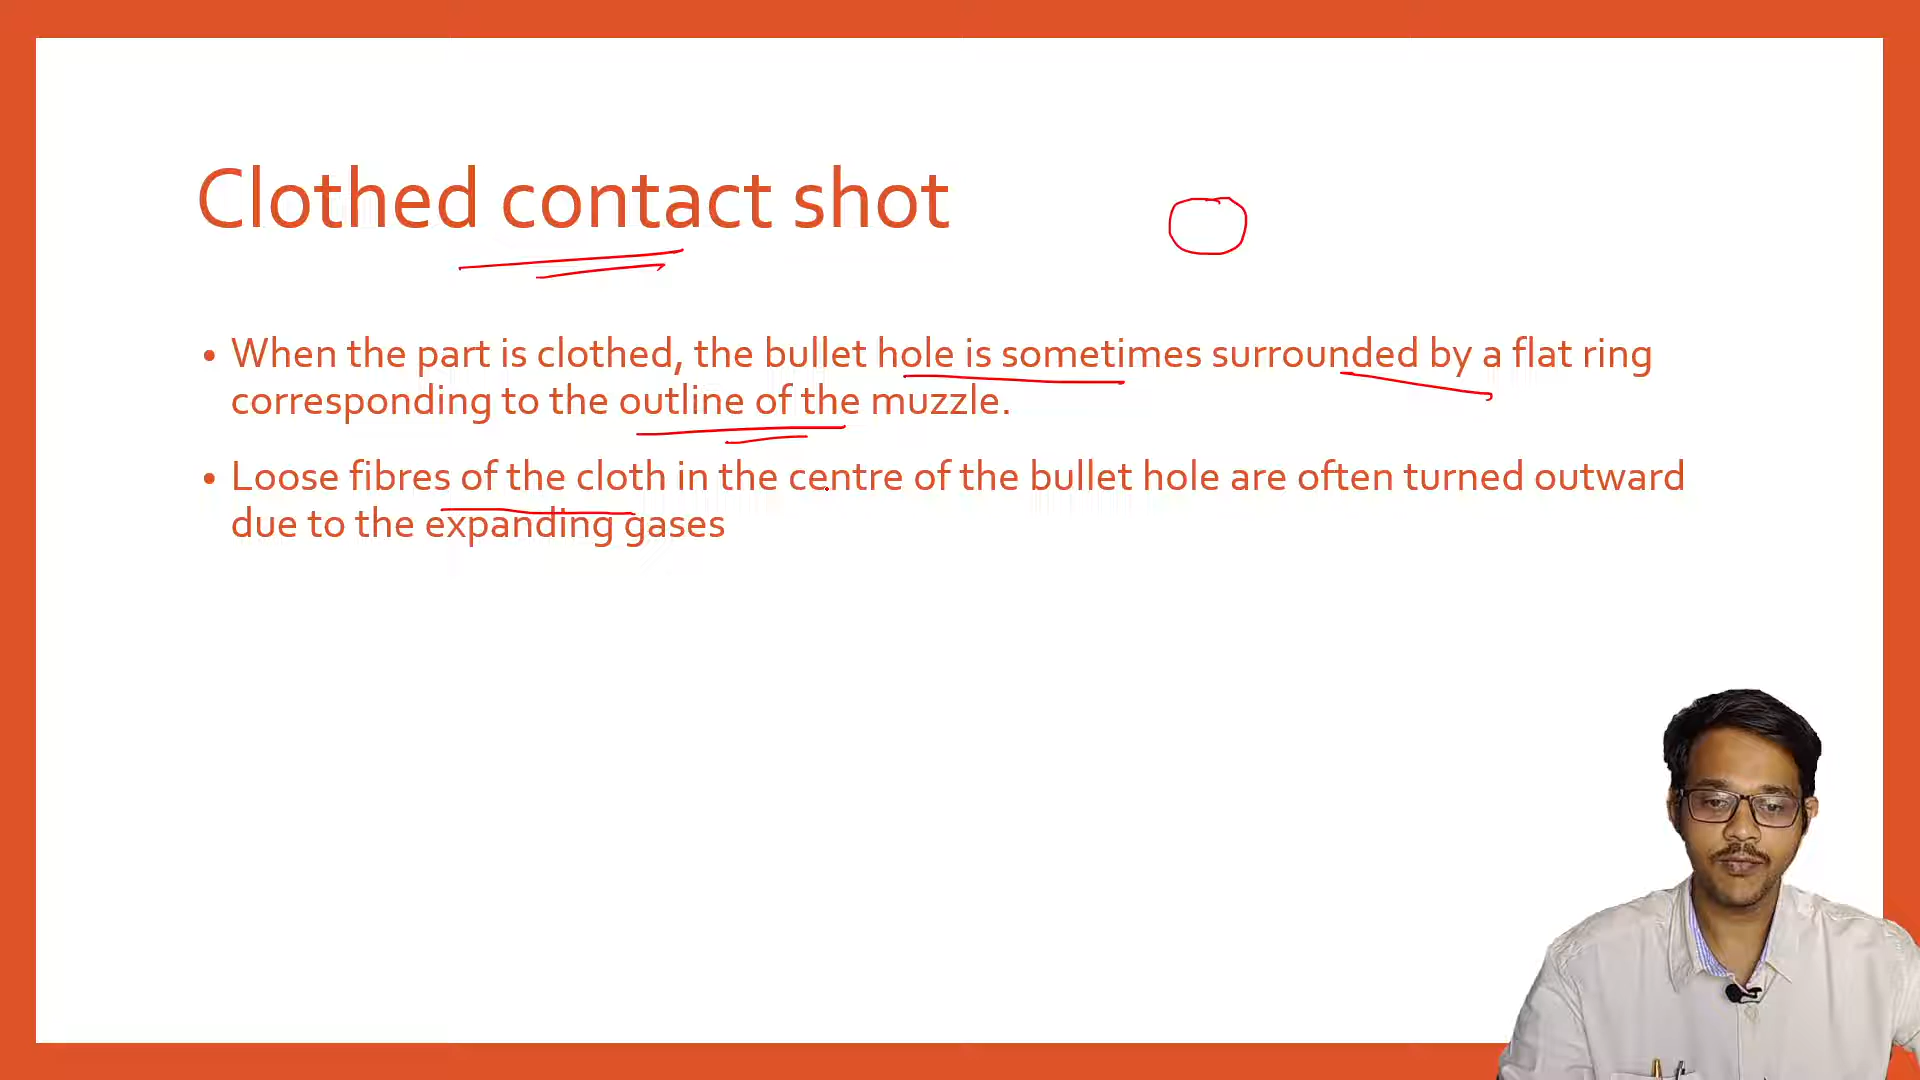 Clothed contact shot
• When the part is clothed, the bullet hole is sometimes surrounded by a flat ring
corresponding to the outline of the muzzle.
• Loose fibres of the cloth in the centre of the bullet hole are often turned outward
due to the expanding gases